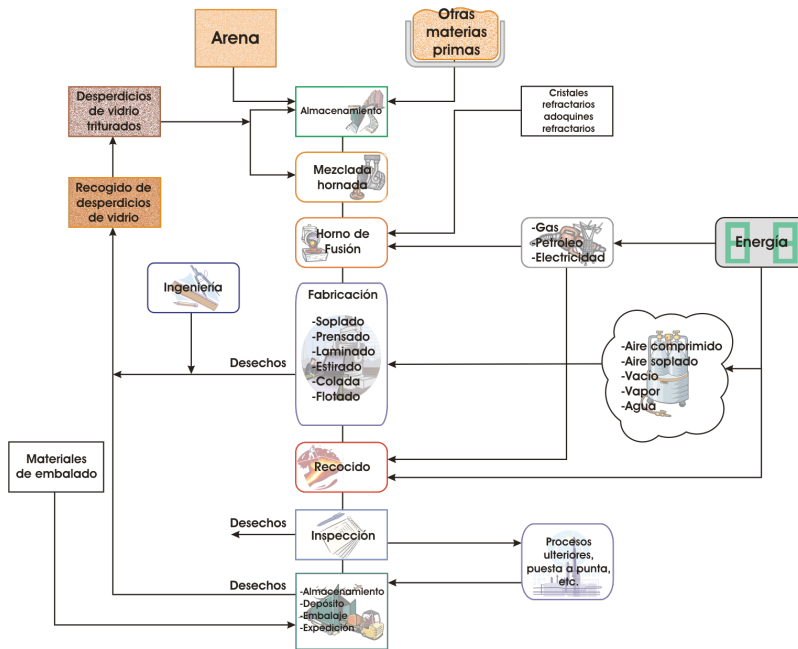 Arena
Otras
materias
primas
Desperdicios
de vidrio
triturados
Almacenamiento
Cristales
refractarios
adoquines
refractarios
Mezclada
hornada
Recogido de
desperdicios
de vidrio
Horno de
Fusión
-Gas
-Petróleo
-Electricidad
Energía
Ingeniería
Fabricación
-Soplado
-Prensado
-Laminado
-Estirado
-Colada
-Flotado
Desechos
-Aire comprimido
-Aire soplado
-Vacio
-Vapor
-Agua
Materiales
de embalado
Recocido
Desechos
Inspección
Procesos
ulteriores,
puesta a punta,
etc.
Desechos
-Almacenamiento
-Depósito
-Embalaje
-Expedición